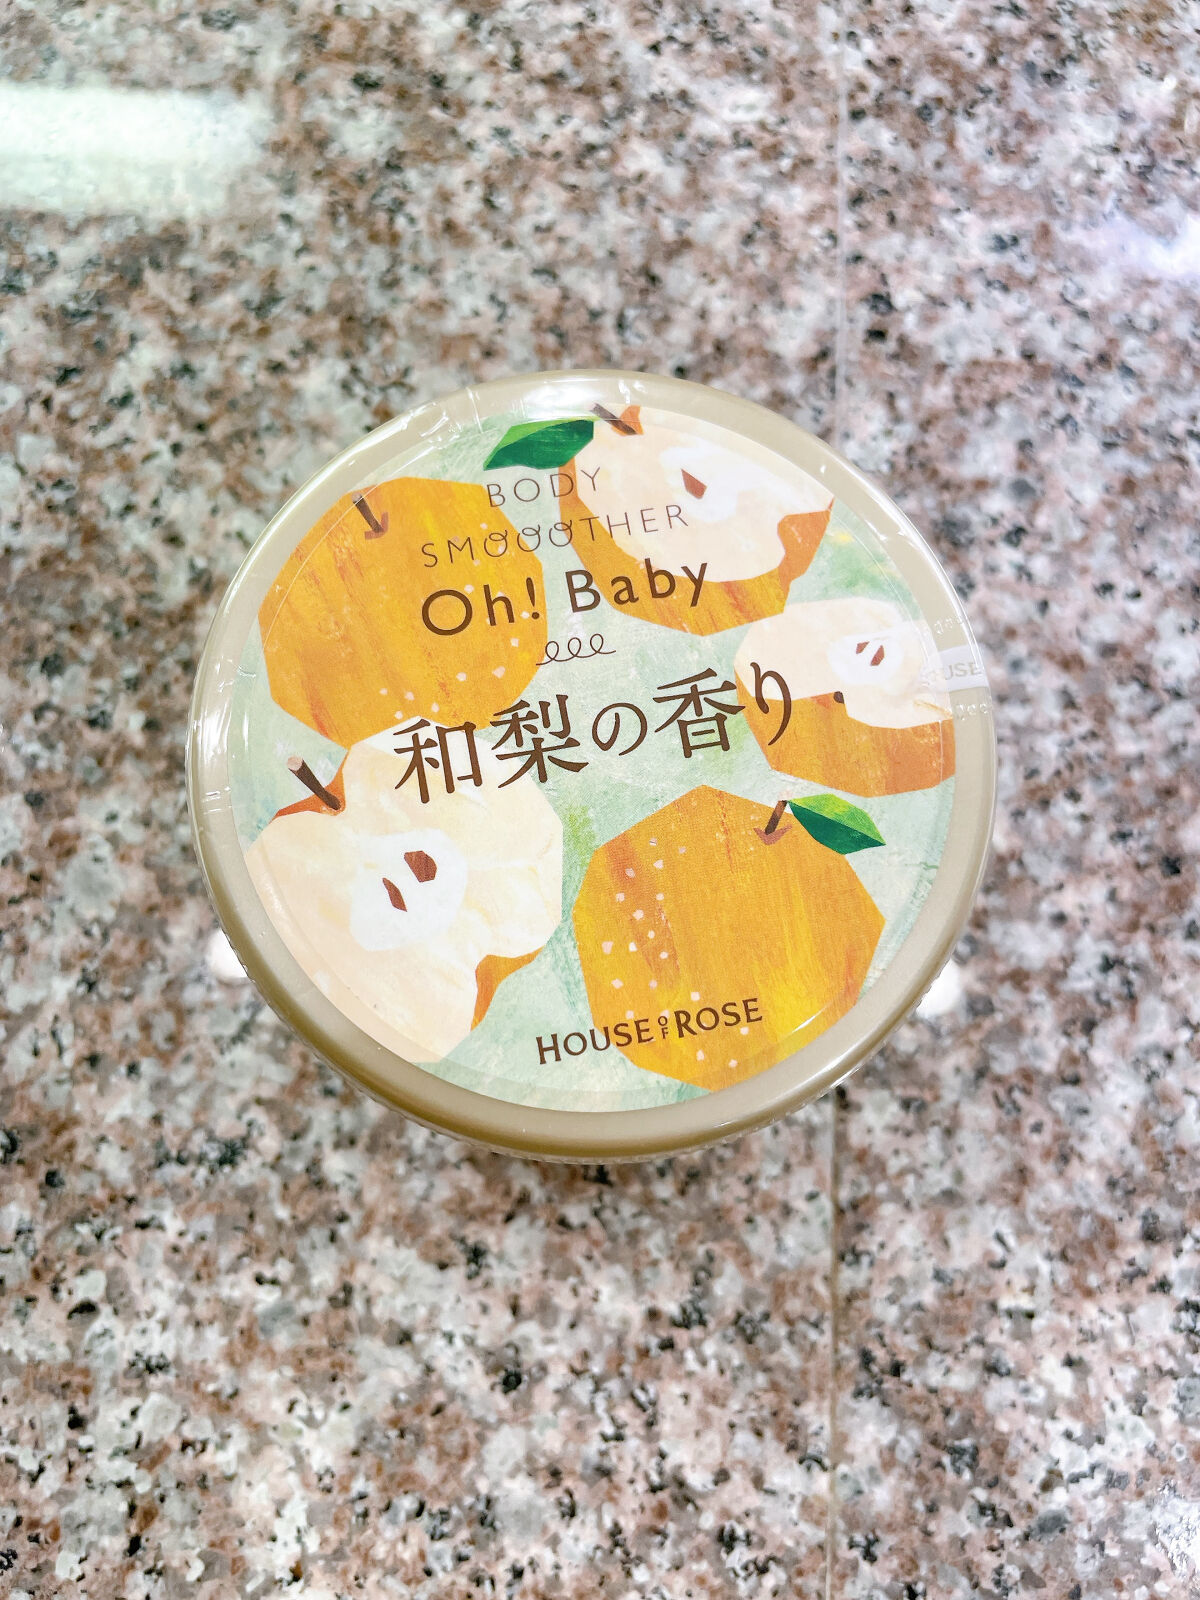 BODY
SMOOOTHER
Oh! Baby
和梨の香り
HOUSE OF ROSE